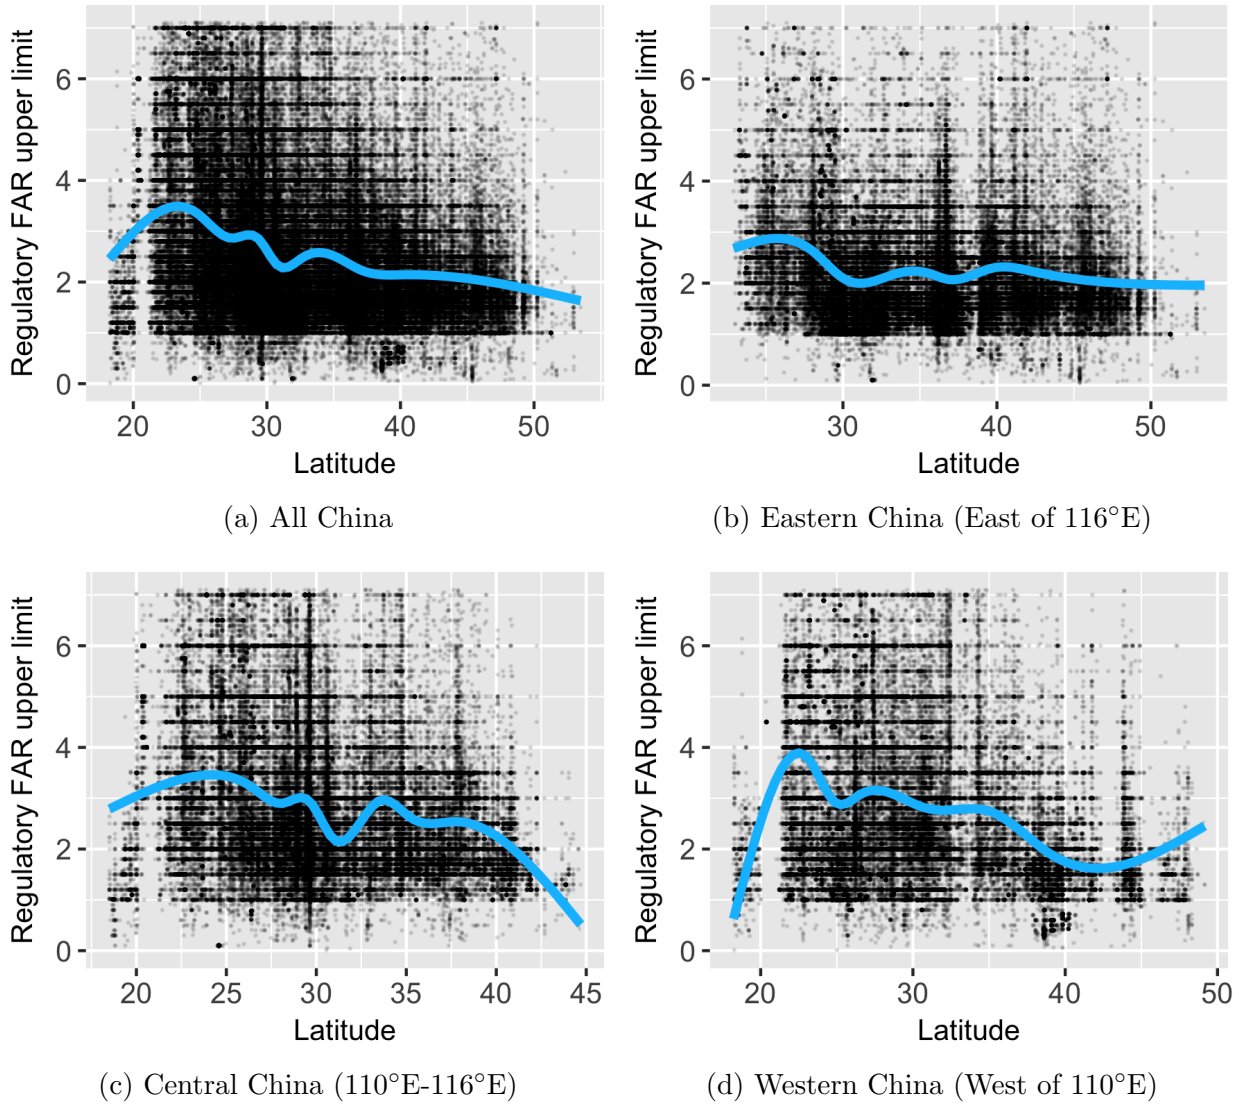 Regulatory FAR upper limit
6
4
2
0
20 30 40 50
Latitude
(a) All China
Regulatory FAR upper limit
6
4
2
0
30 40 50
Latitude
(b) Eastern China (East of 116°E)
Regulatory FAR upper limit
6
4
2
0
20 25 30 35 40 45
Latitude
(c) Central China (110°E-116°E)
Regulatory FAR upper limit
6
4
2
0
20 30 40 50
Latitude
(d) Western China (West of 110°E)